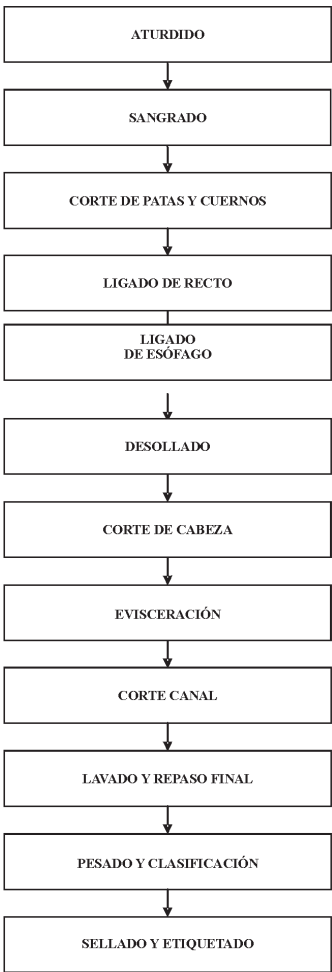 ATURDIDO
SANGRADO
CORTE DE PATAS Y CUERNOS
LIGADO DE RECTO
LIGADO
DE ESÓFAGO
DESOLLADO
CORTE DE CABEZA
EVISCERACIÓN
CORTE CANAL
LAVADO Y REPASO FINAL
PESADO Y CLASIFICACIÓN
SELLADO Y ETIQUETADO